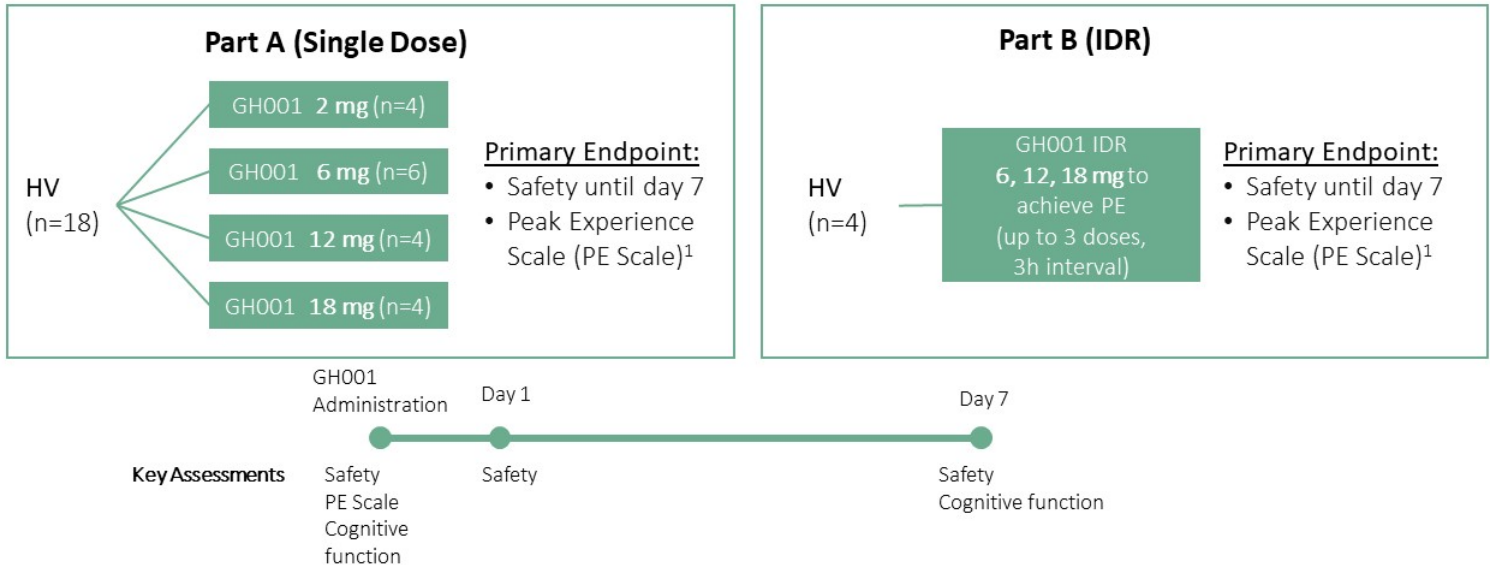 Part A (Single Dose)
HV
(n=18)
GH001 2 mg (n=4)
GH001 6 mg (n=6)
GH001 12 mg (n=4)
GH001 18 mg (n=4)
Primary Endpoint:
• Safety until day 7
• Peak Experience
Scale (PE Scale)1
Part B (IDR)
HV
(n=4)
GH001 IDR
6, 12, 18 mg to
achieve PE
(up to 3 doses,
3h interval)
Primary Endpoint:
• Safety until day 7
• Peak Experience
Scale (PE Scale)1
GH001
Administration
Day 1
Day 7
Key Assessments
Safety
PE Scale
Cognitive
function
Safety
Safety
Cognitive function